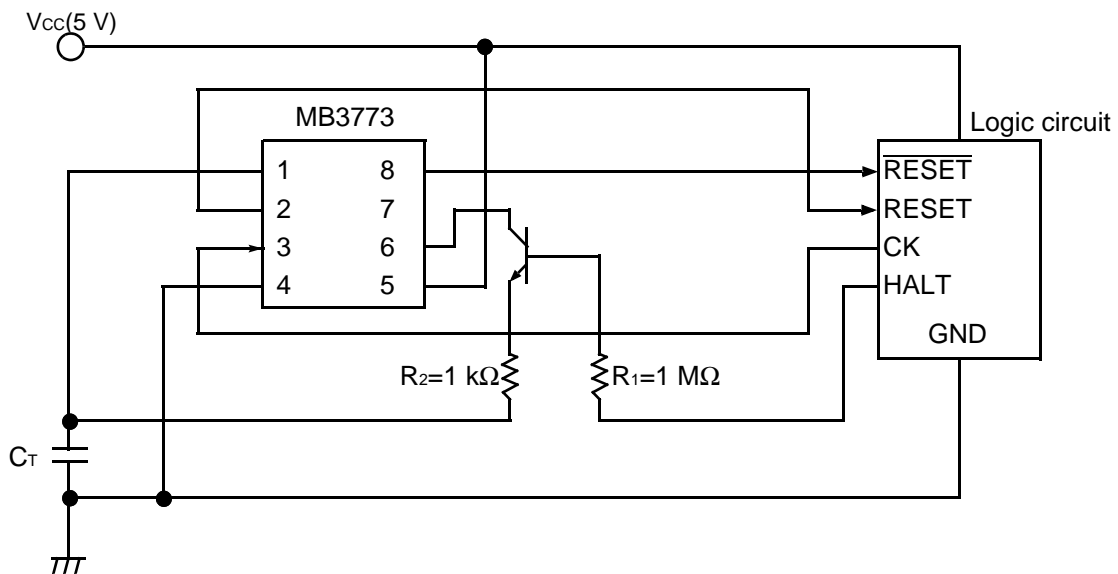 VCC(5 V)
MB3773
Logic circuit
1 8
2 7
3 6
4 5
RESET
RESET
CK
HALT
GND
R2=1 kΩ
R1=1 MΩ
CT